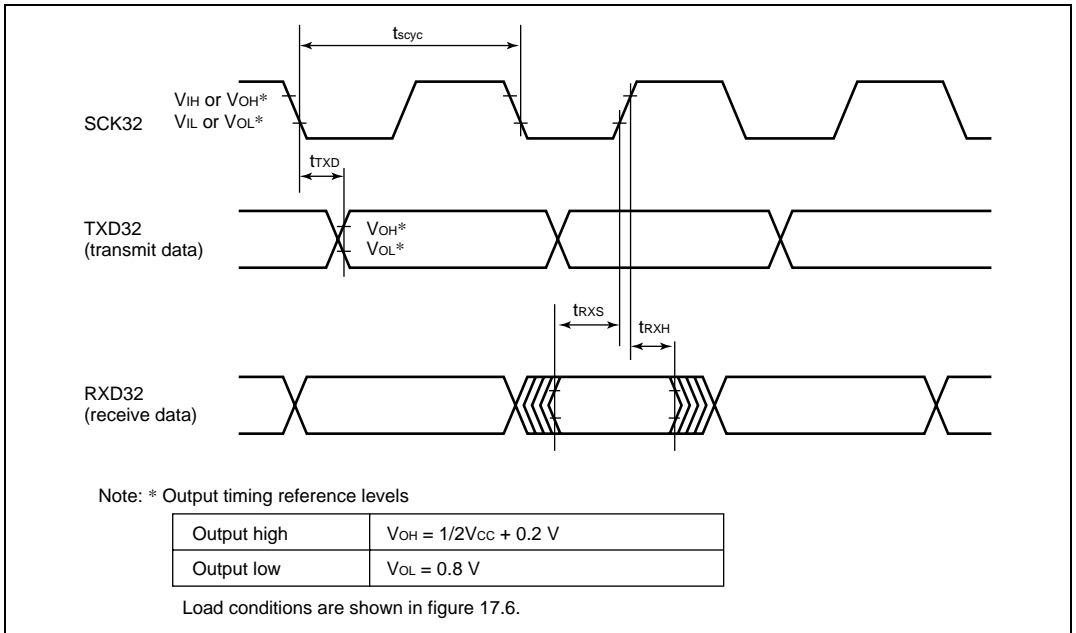 tscyc
VIH or VOH*
VIL or VOL*
SCK32
tTXD
TXD32
(transmit data)
VOH*
VOL*
tRXS
tRXH
RXD32
(receive data)
Note: * Output timing reference levels
Output high VOH = 1/2VCC + 0.2 V
Output low VOL = 0.8 V
Load conditions are shown in figure 17.6.